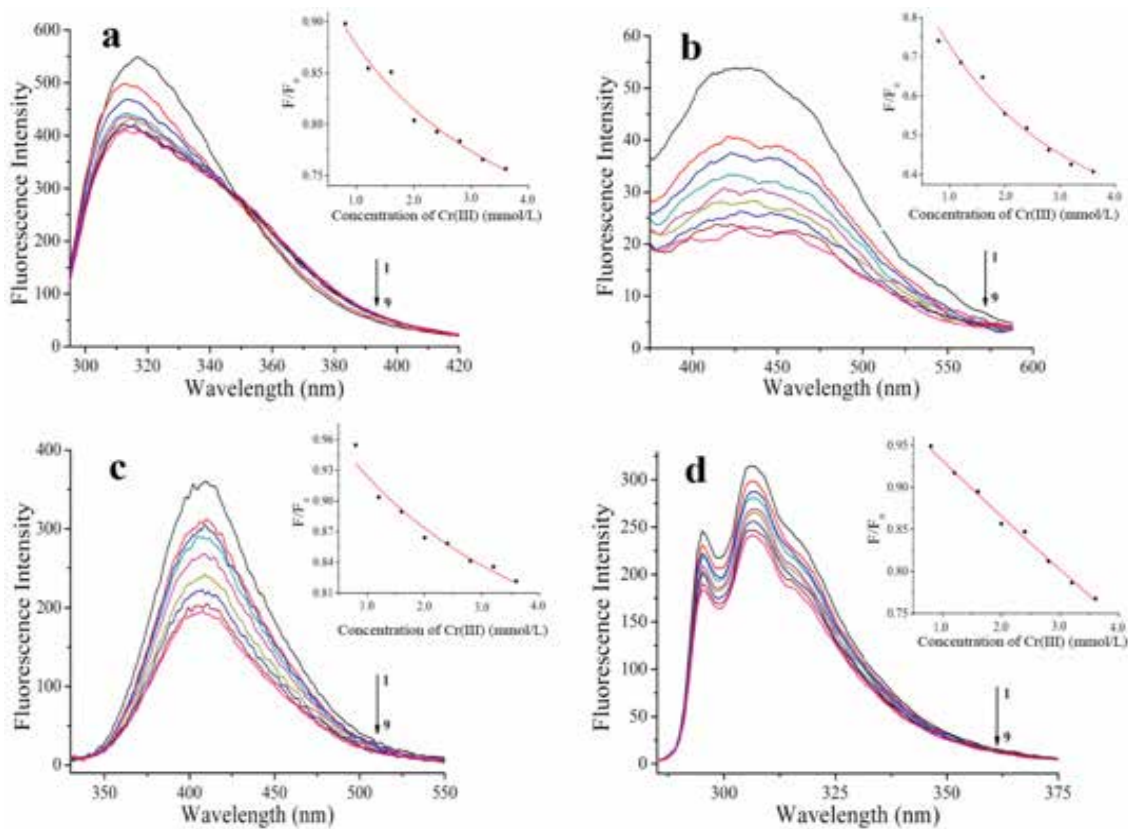 a
600
500
400
300
200
100
0
Fluorescence Intensity
300 320 340 360 380 400 420
Wavelength (nm)
1
9
0.90
0.85
0.80
0.75
F/F0
1.0 2.0 3.0 4.0
Concentration of Cr(III) (mmol/L)
b
60
50
40
30
20
10
0
Fluorescence Intensity
400 450 500 550 600
Wavelength (nm)
1
9
0.8
0.7
0.6
0.5
0.4
F/F0
1.0 2.0 3.0 4.0
Concentration of Cr(III) (mmol/L)
c
400
300
200
100
0
Fluorescence Intensity
350 400 450 500 550
Wavelength (nm)
1
9
0.96
0.93
0.90
0.87
0.84
0.81
F/F0
1.0 2.0 3.0 4.0
Concentration of Cr(III) (mmol/L)
d
300
250
200
150
100
50
0
Fluorescence Intensity
300 325 350 375
Wavelength (nm)
1
9
0.95
0.90
0.85
0.80
0.75
F/F0
1.0 2.0 3.0 4.0
Concentration of Cr(III) (mmol/L)